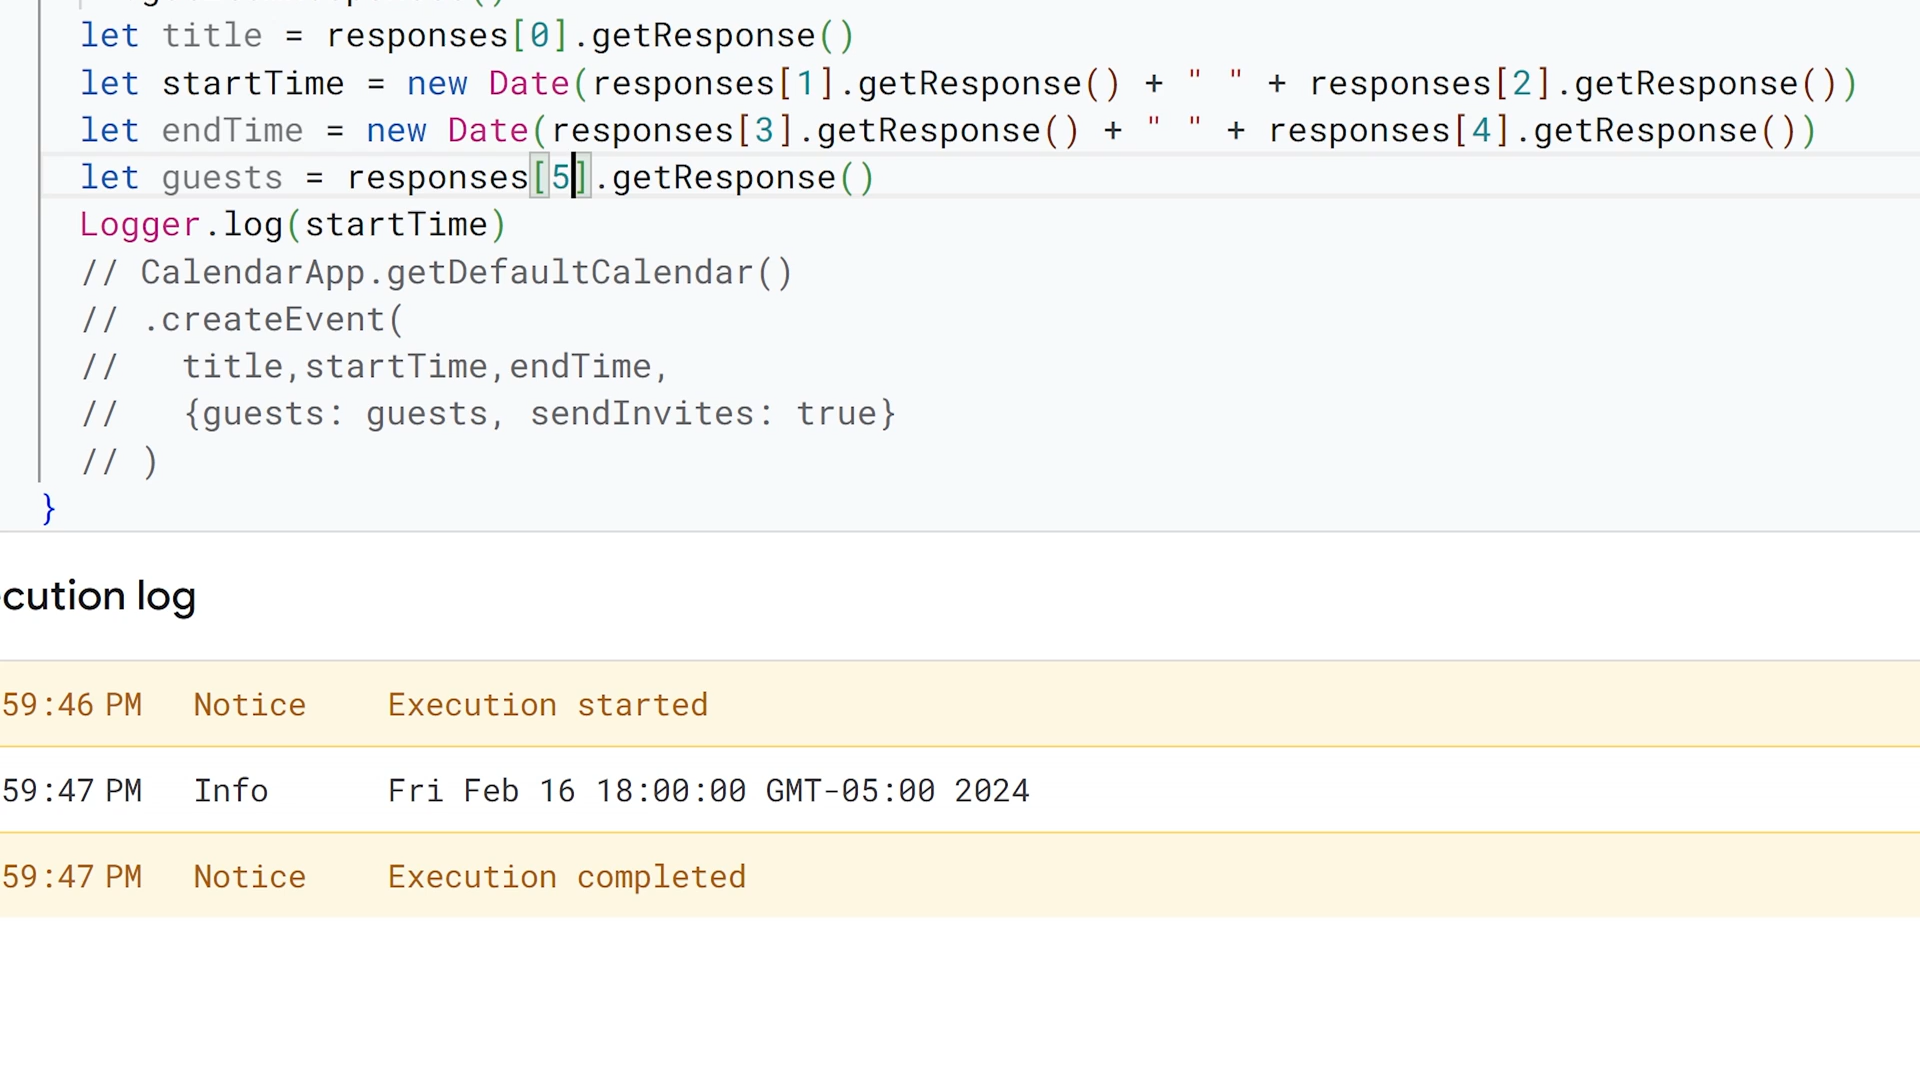 let title = responses[0].getResponse()
let startTime = new Date(responses[1].getResponse() + " " + responses[2].getResponse())
let endTime = new Date(responses[3].getResponse() + " " + responses[4].getResponse())
let guests = responses[5].getResponse()
Logger.log(startTime)
// CalendarApp.getDefaultCalendar()
// .createEvent(
//   title,startTime,endTime,
//   {guests: guests, sendInvites: true}
// )
}
cution log
59:46 PM Notice Execution started
59:47 PM Info Fri Feb 16 18:00:00 GMT-05:00 2024
59:47 PM Notice Execution completed